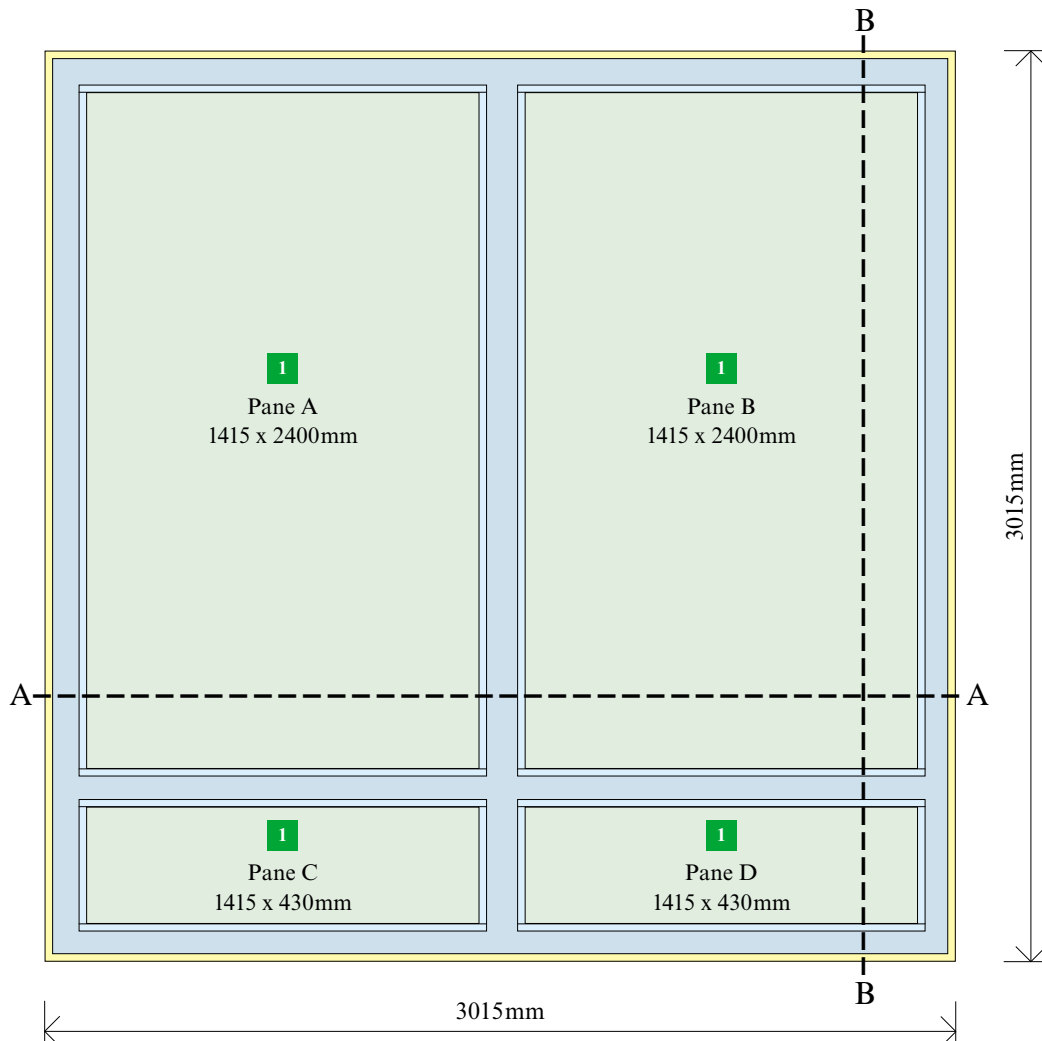 B
1
Pane A
1415 x 2400mm
1
Pane B
1415 x 2400mm
3015mm
A
A
1
Pane C
1415 x 430mm
1
Pane D
1415 x 430mm
B
3015mm